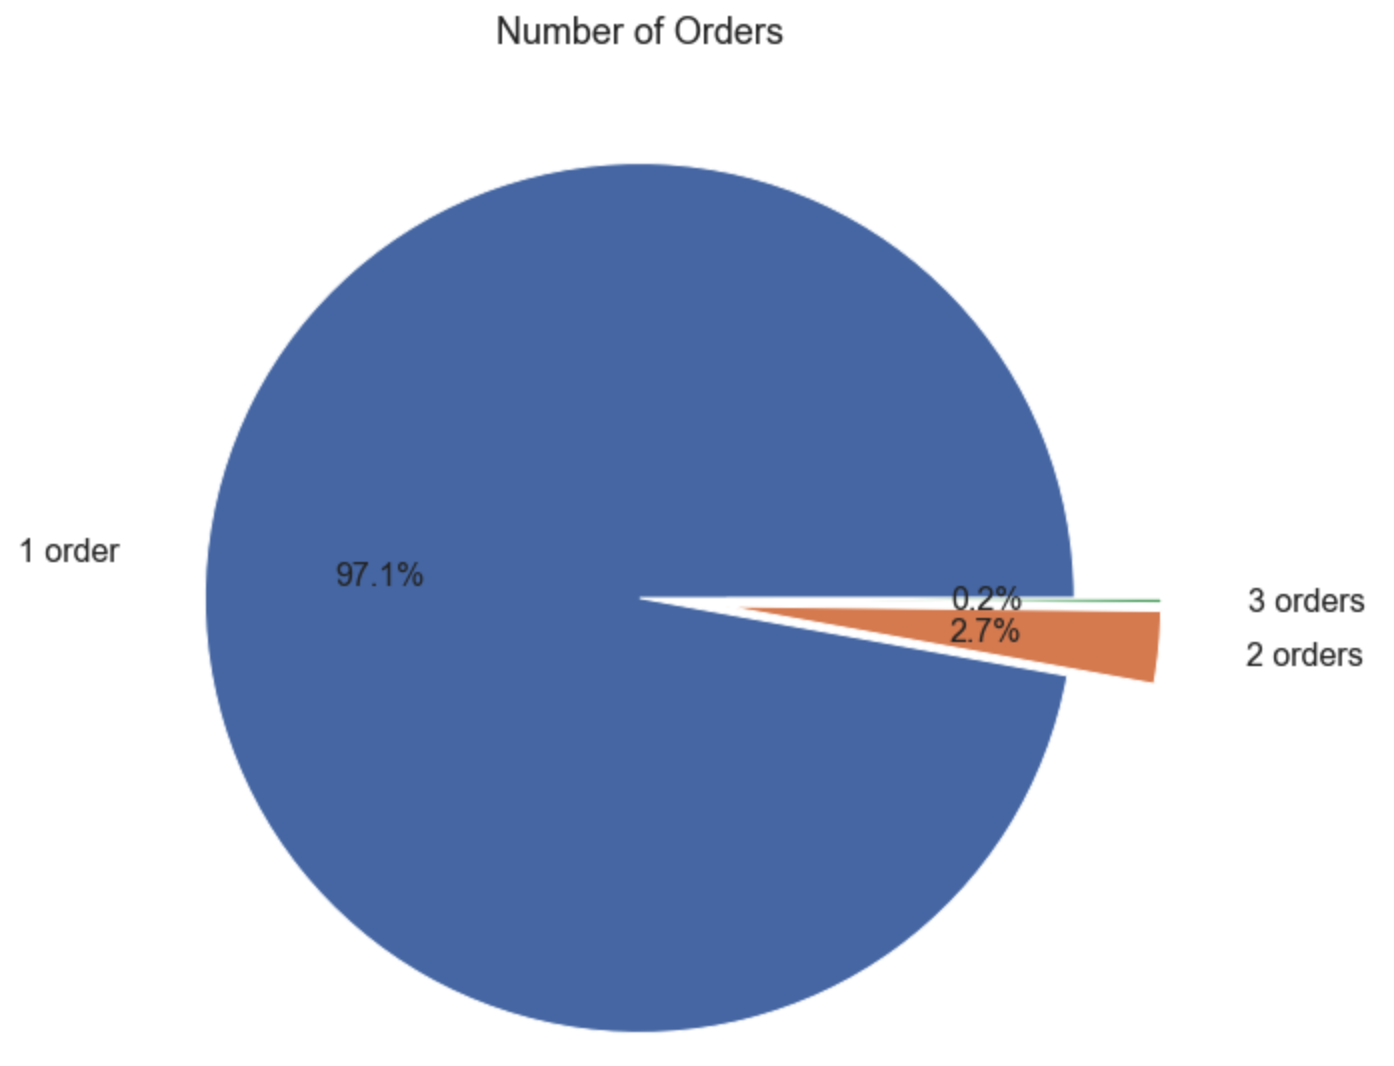 Number of Orders
1 order
97.1%
0.2%
3 orders
2.7%
2 orders